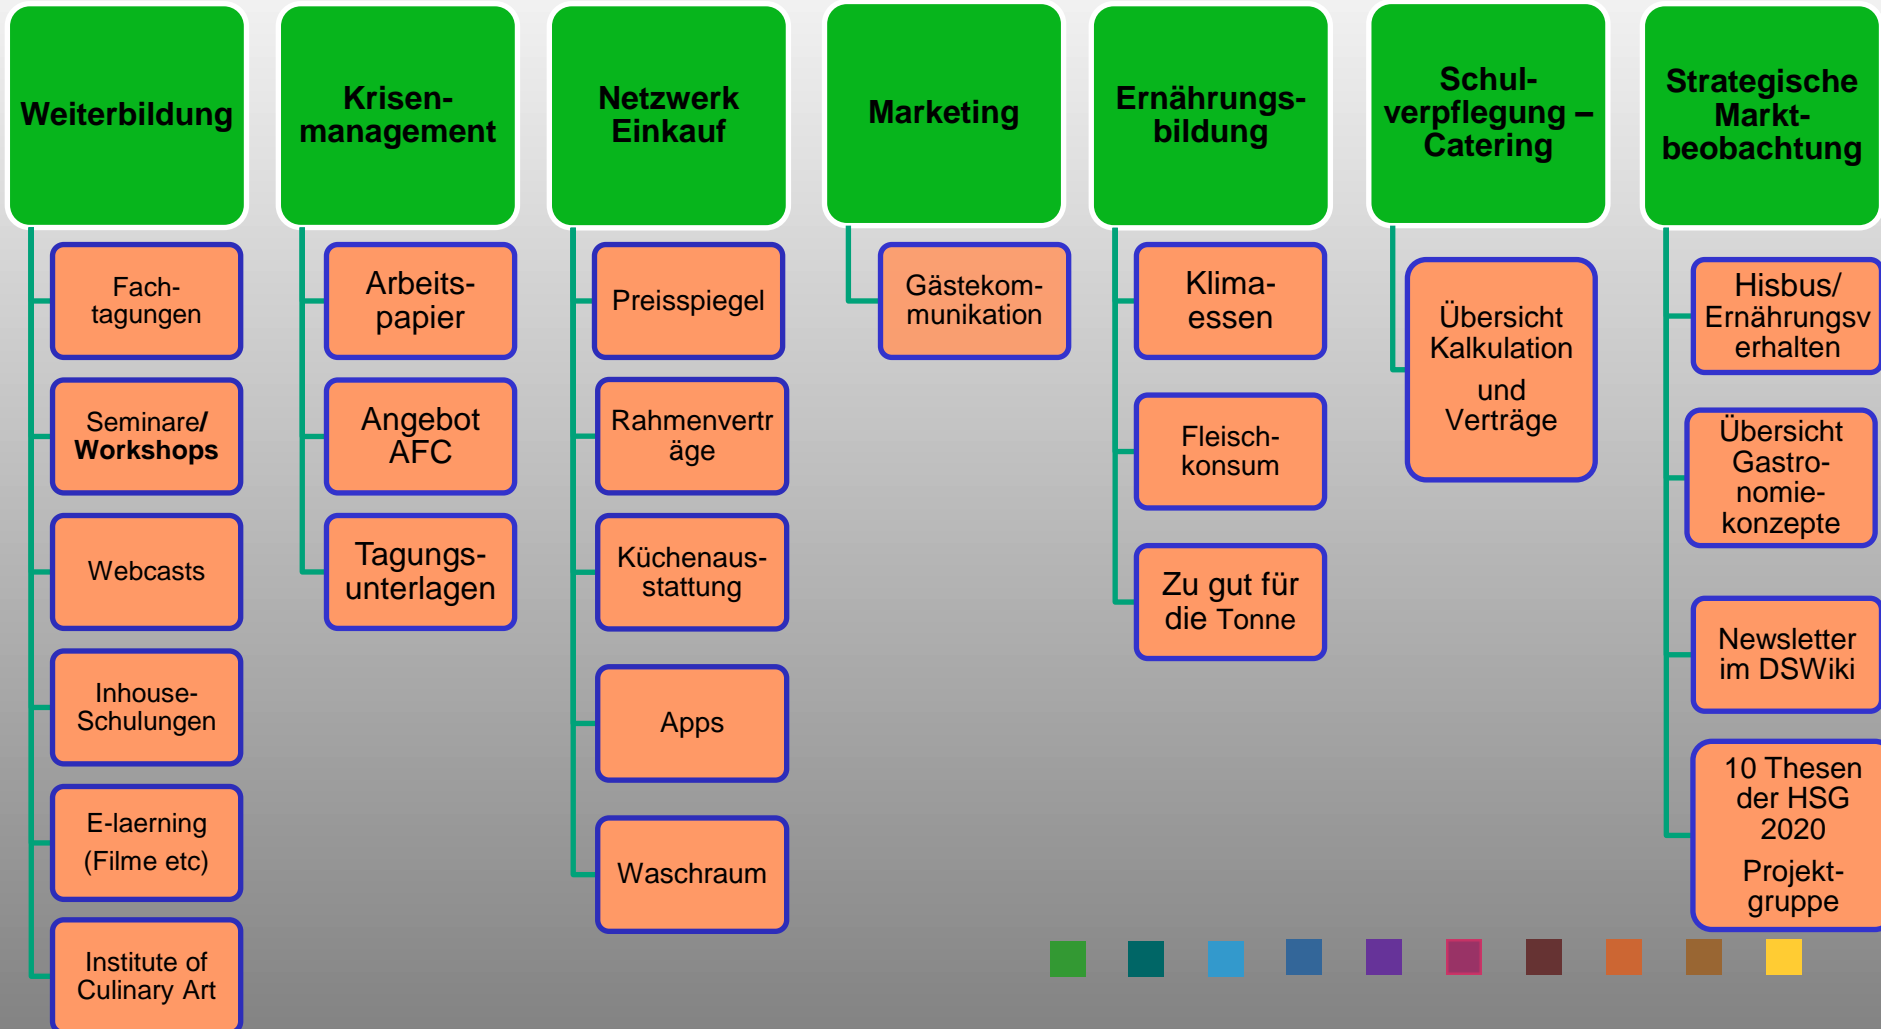 Weiterbildung
Fach-
tagungen
Seminare/
Workshops
Webcasts
Inhouse-
Schulungen
E-laerning
(Filme etc)
Institute of
Culinary Art
Krisen-
management
Arbeits-
papier
Angebot
AFC
Tagungs-
unterlagen
Netzwerk
Einkauf
Preisspiegel
Rahmenvertr
äge
Küchenaus-
stattung
Apps
Waschraum
Marketing
Gästekom-
munikation
Ernährungs-
bildung
Klima-
essen
Fleisch-
konsum
Zu gut für
die Tonne
Schul-
verpflegung –
Catering
Übersicht
Kalkulation
und
Verträge
Strategische
Markt-
beobachtung
Hisbus/
Ernährungsv
erhalten
Übersicht
Gastro-
nomie-
konzepte
Newsletter
im DSWiki
10 Thesen
der HSG
2020
Projekt-
gruppe